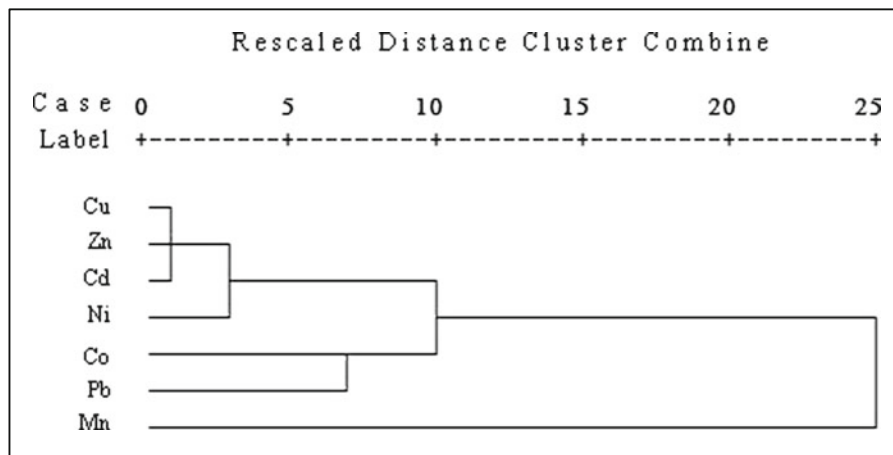 Rescaled Distance Cluster Combine
Case 0 5 10 15 20 25
Label +---------+---------+---------+---------+---------+
Cu
Zn
Cd
Ni
Co
Pb
Mn